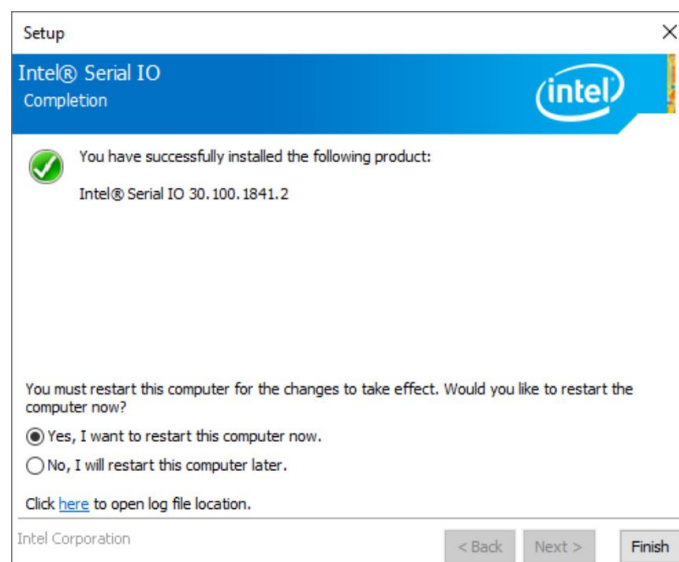 Setup
Intel® Serial IO
Completion
intel
You have successfully installed the following product:
Intel® Serial IO 30.100.1841.2
You must restart this computer for the changes to take effect. Would you like to restart the
computer now?
Yes, I want to restart this computer now.
No, I will restart this computer later.
Click here to open log file location.
Intel Corporation
< Back Next > Finish